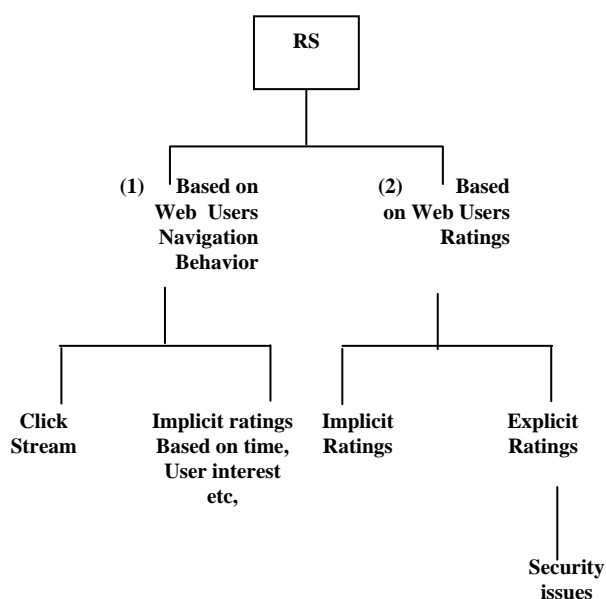 RS
(1) Based on
Web Users
Navigation
Behavior
(2) Based
on Web Users
Ratings
Click
Stream
Implicit ratings
Based on time,
User interest
etc,
Implicit
Ratings
Explicit
Ratings
Security
issues